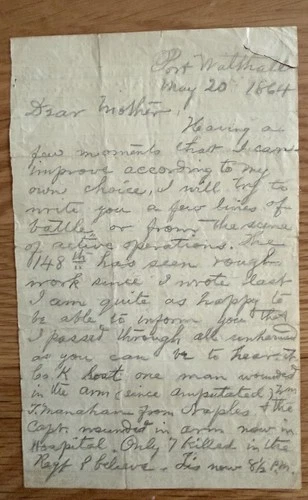 Port Walthall
May 20 1864
Dear Mother,
Having a
few moments that I can
improve according to my
own choice, I will try to
write you a few lines of
battle, or from the scene
of active operations. The
148th has seen rough
work since I wrote last
I am quite as happy to
be able to inform you that
I passed through all unharmed
as you can be to hear it
Co K lost one man wounded
in the arm (since amputated)
T. Manahan from Naples & the
Capt. wounded in arm now in
Hospital. Only 7 killed in the
Regt I believe. Tis now 8½ P.M.